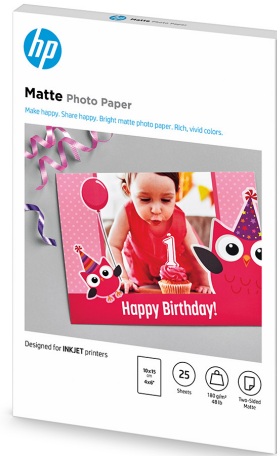 hp
Matte Photo Paper
Make happy. Share happy. Bright matte photo paper. Rich, vivid colors.
1
Happy Birthday!
Designed for INKJET printers
10x15
cm
4x6"
25
Sheets
180 g/m²
48 lb
Two-Sided
Matte